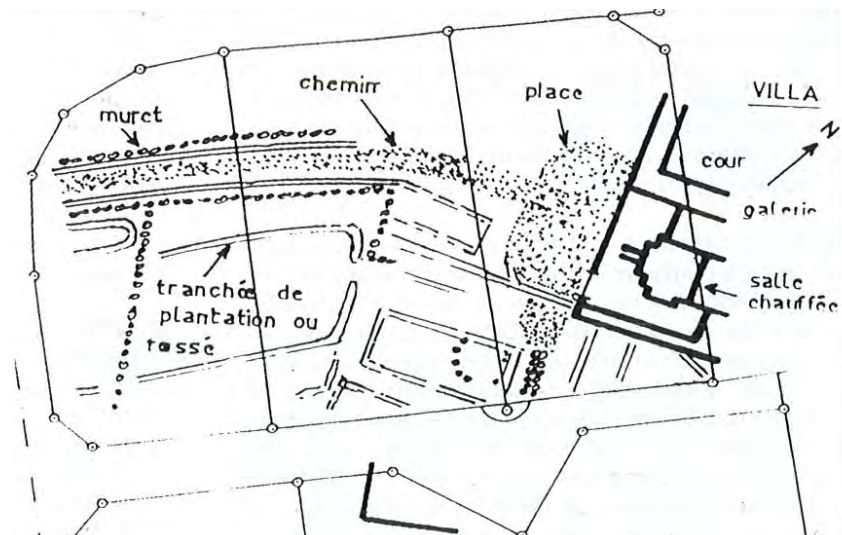 muret
chemin
place
VILLA
N
cour
galerie
salle
chauffée
tranchée de
plantation ou
fossé